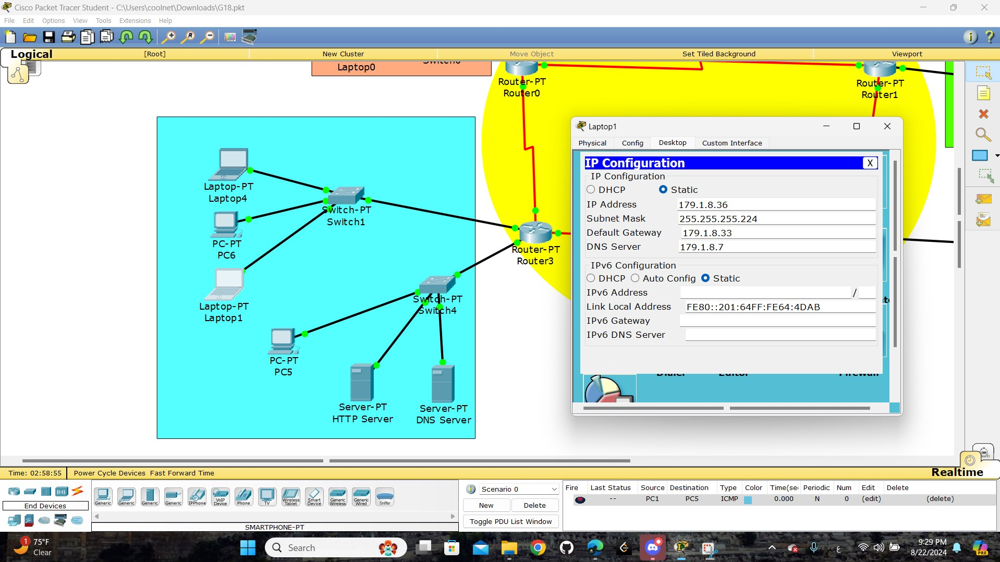 Cisco Packet Tracer Student - C:\Users\coolnet\Downloads\G18.pkt
File Edit Options View Tools Extensions Help
Logical
[Root]
New Cluster
Move Object
Set Tiled Background
Viewport
Laptop0
Router-PT
Router0
Router-PT
Router1
Laptop-PT
Laptop4
PC-PT
PC6
Laptop-PT
Laptop1
Switch-PT
Switch1
Router-PT
Router3
Switch-PT
Switch4
PC-PT
PC5
Server-PT
HTTP Server
Server-PT
DNS Server
Laptop1
Physical Config Desktop Custom Interface
IP Configuration X
IP Configuration
DHCP Static
IP Address 179.1.8.36
Subnet Mask 255.255.255.224
Default Gateway 179.1.8.33
DNS Server 179.1.8.7
IPv6 Configuration
DHCP Auto Config Static
IPv6 Address /
Link Local Address FE80::201:64FF:FE64:4DAB
IPv6 Gateway
IPv6 DNS Server
Dialer Editor Firewall
Time: 02:58:55 Power Cycle Devices Fast Forward Time
Realtime
End Devices
Generic Generic Generic Generic IPPhone VoIP Device Phone TV Wireless Tablet Smart Device Generic Wireless Generic Wired Sniffer
SMARTPHONE-PT
Scenario 0
New Delete
Toggle PDU List Window
Fire Last Status Source Destination Type Color Time(sec Periodic Num Edit Delete
-- PC1 PC5 ICMP 0.000 N 0 (edit) (delete)
1
75°F
Clear
Search
PRE
ع
9:29 PM
8/22/2024